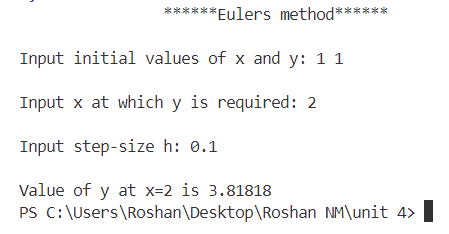 ******Eulers method******
Input initial values of x and y: 1 1
Input x at which y is required: 2
Input step-size h: 0.1
Value of y at x=2 is 3.81818
PS C:\Users\Roshan\Desktop\Roshan NM\unit 4>